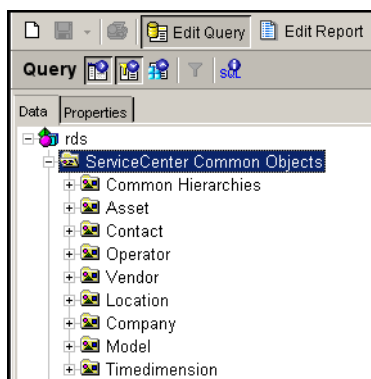 Edit Query Edit Report
Query SQL
Data Properties
rds
ServiceCenter Common Objects
Common Hierarchies
Asset
Contact
Operator
Vendor
Location
Company
Model
Timedimension